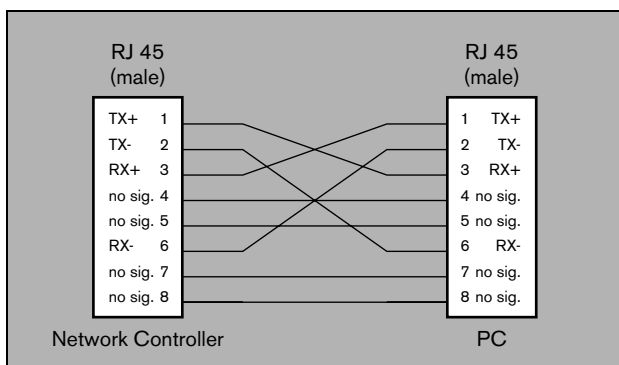 RJ 45 RJ 45
(male) (male)
TX+ 1 1 TX+
TX- 2 2 TX-
RX+ 3 3 RX+
no sig. 4 4 no sig.
no sig. 5 5 no sig.
RX- 6 6 RX-
no sig. 7 7 no sig.
no sig. 8 8 no sig.
Network Controller PC